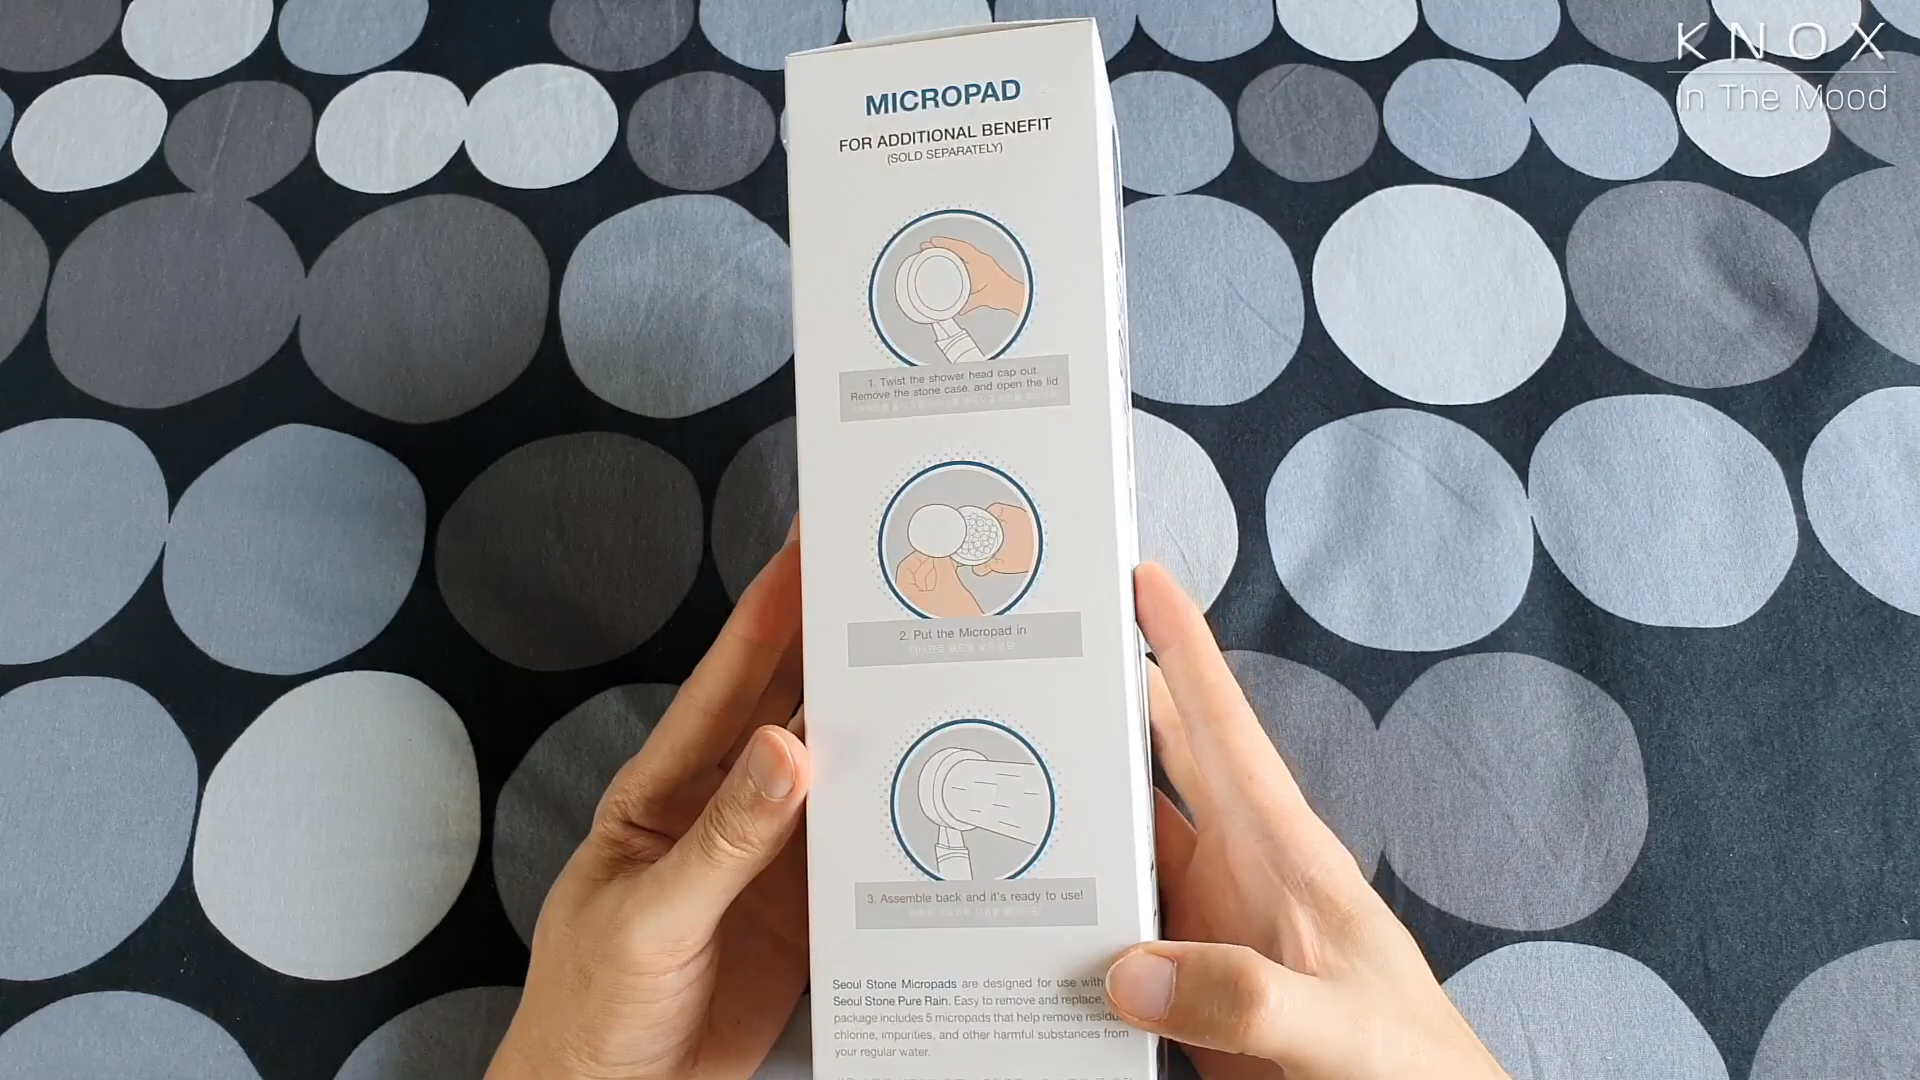 KNOX
In The Mood
MICROPAD
FOR ADDITIONAL BENEFIT
(SOLD SEPARATELY)
1. Twist the shower head cap out.
Remove the stone case, and open the lid
2. Put the Micropad in
3. Assemble back and it's ready to use!
Seoul Stone Micropads are designed for use with
Seoul Stone Pure Rain. Easy to remove and replace,
package includes 5 micropads that help remove
chlorine, impurities, and other harmful substances from
your regular water.